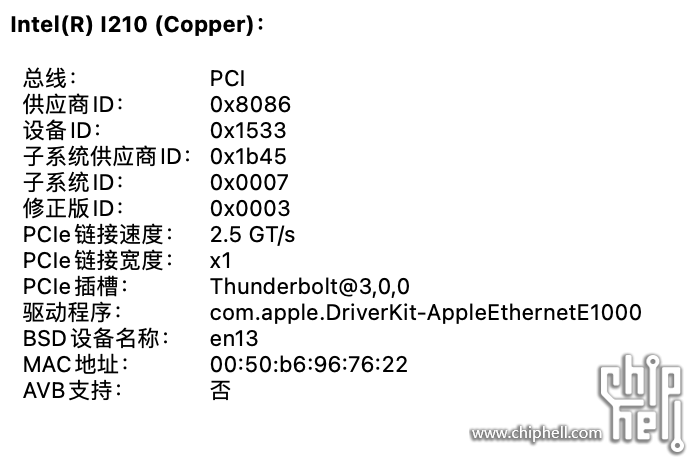 Intel(R) I210 (Copper)：
总线： PCI
供应商ID： 0x8086
设备ID： 0x1533
子系统供应商ID： 0x1b45
子系统ID： 0x0007
修正版ID： 0x0003
PCIe链接速度： 2.5 GT/s
PCIe链接宽度： x1
PCIe插槽： Thunderbolt@3,0,0
驱动程序： com.apple.DriverKit-AppleEthernetE1000
BSD设备名称： en13
MAC地址： 00:50:b6:96:76:22
AVB支持： 否
chip
hell
www.chiphell.com